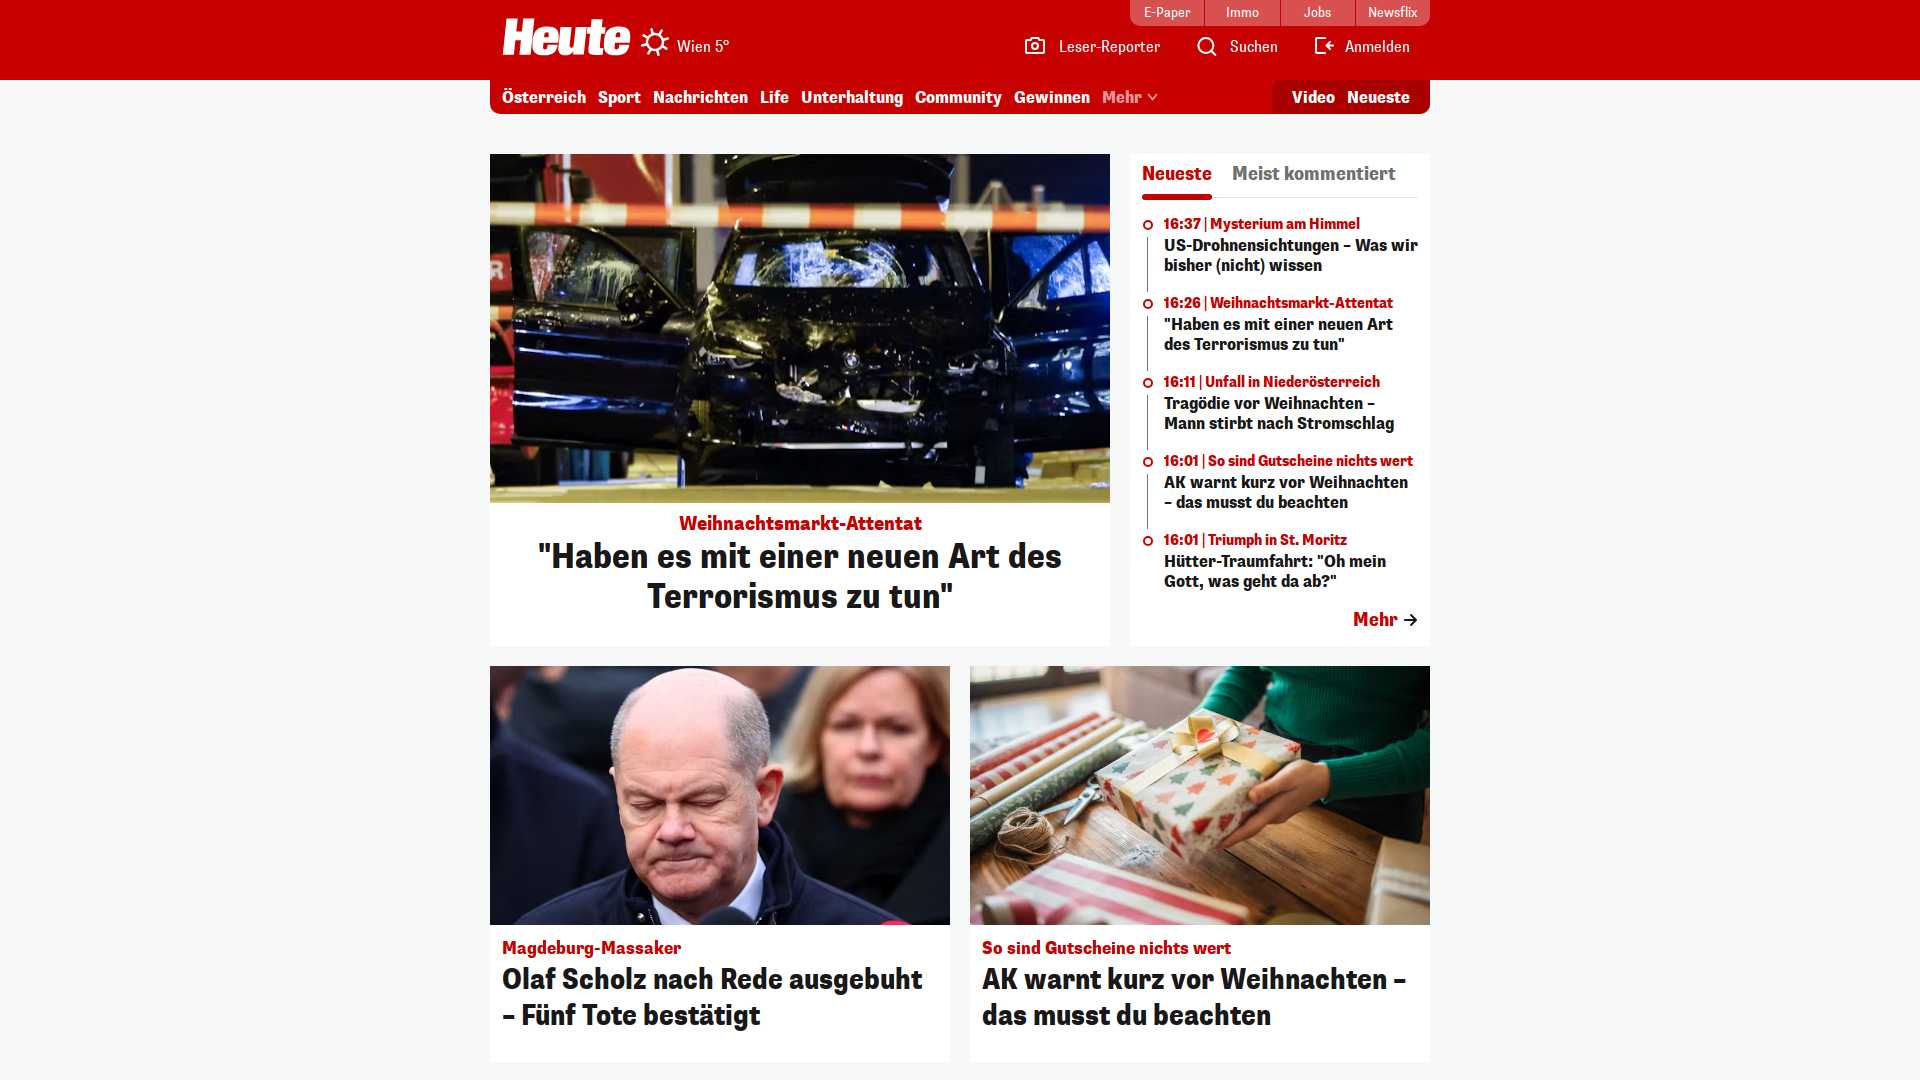 E-Paper
Immo
Jobs
Newsflix
Heute
Wien 5°
Leser-Reporter
Suchen
Anmelden
Österreich
Sport
Nachrichten
Life
Unterhaltung
Community
Gewinnen
Mehr
Video
Neueste
Weihnachtsmarkt-Attentat
"Haben es mit einer neuen Art des
Terrorismus zu tun"
Neueste
Meist kommentiert
16:37 | Mysterium am Himmel
US-Drohnensichtungen – Was wir
bisher (nicht) wissen
16:26 | Weihnachtsmarkt-Attentat
"Haben es mit einer neuen Art
des Terrorismus zu tun"
16:11 | Unfall in Niederösterreich
Tragödie vor Weihnachten –
Mann stirbt nach Stromschlag
16:01 | So sind Gutscheine nichts wert
AK warnt kurz vor Weihnachten
– das musst du beachten
16:01 | Triumph in St. Moritz
Hütter-Traumfahrt: "Oh mein
Gott, was geht da ab?"
Mehr
Magdeburg-Massaker
Olaf Scholz nach Rede ausgebuht
– Fünf Tote bestätigt
So sind Gutscheine nichts wert
AK warnt kurz vor Weihnachten –
das musst du beachten